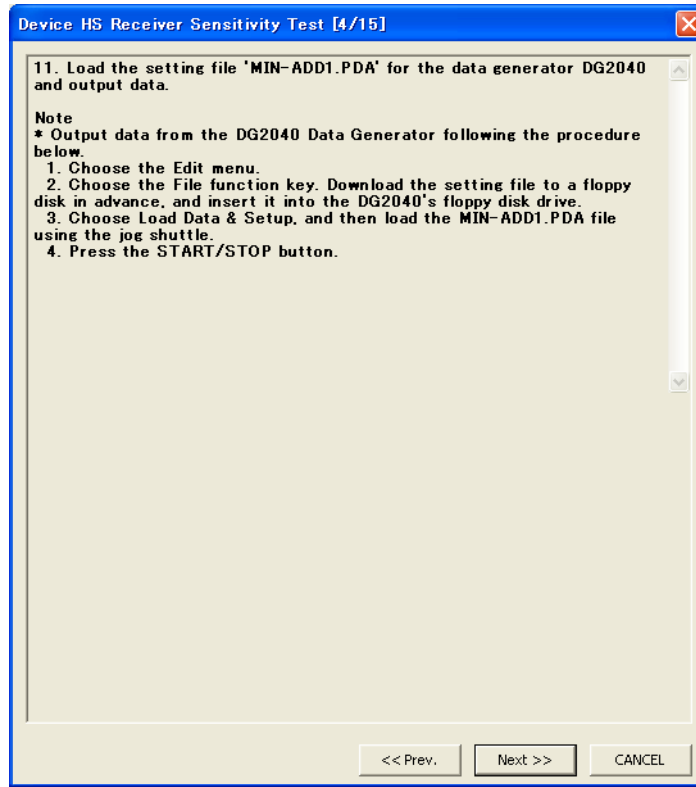 Device HS Receiver Sensitivity Test [4/15]
11. Load the setting file 'MIN-ADD1.PDA' for the data generator DG2040
and output data.
Note
* Output data from the DG2040 Data Generator following the procedure
below.
1. Choose the Edit menu.
2. Choose the File function key. Download the setting file to a floppy
disk in advance, and insert it into the DG2040's floppy disk drive.
3. Choose Load Data & Setup, and then load the MIN-ADD1.PDA file
using the jog shuttle.
4. Press the START/STOP button.
<< Prev. Next >> CANCEL